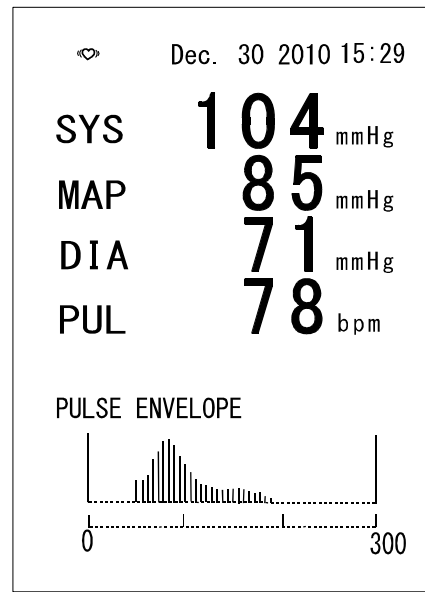 Dec. 30 2010 15:29
SYS 104 mmHg
MAP 85 mmHg
DIA 71 mmHg
PUL 78 bpm
PULSE ENVELOPE
0 300